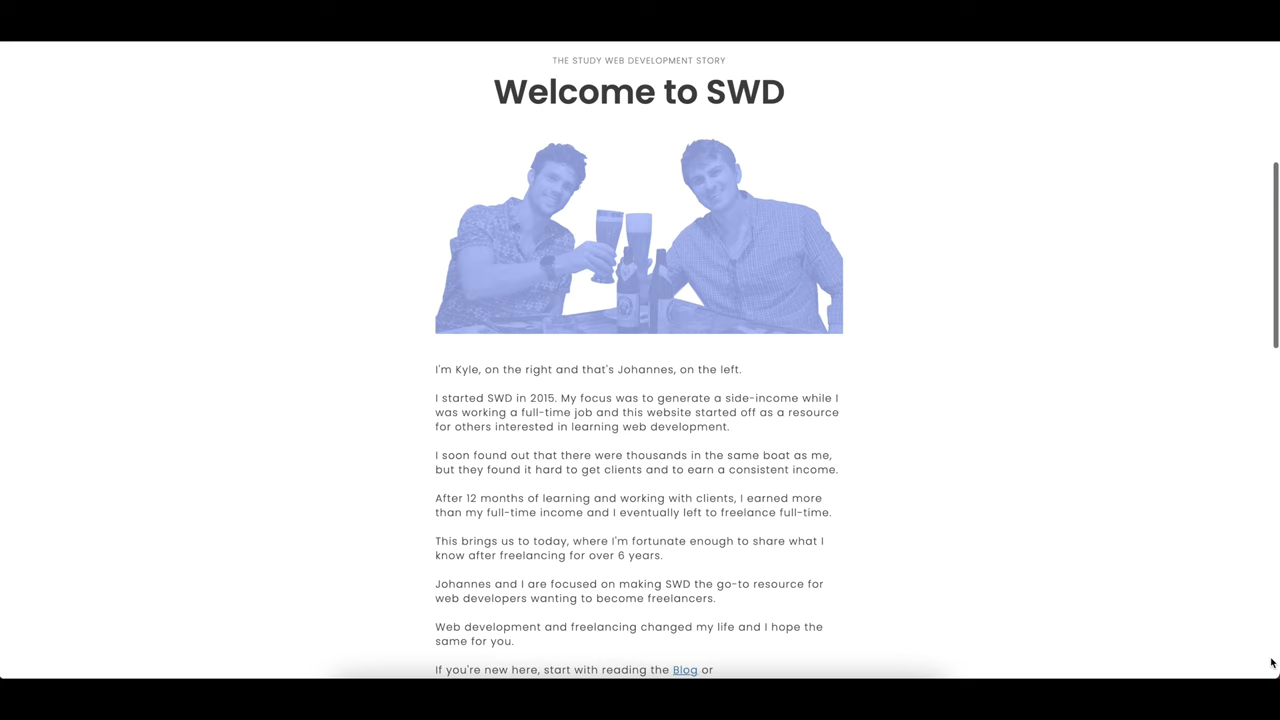 THE STUDY WEB DEVELOPMENT STORY
Welcome to SWD
I'm Kyle, on the right and that's Johannes, on the left.
I started SWD in 2015. My focus was to generate a side-income while I
was working a full-time job and this website started off as a resource
for others interested in learning web development.
I soon found out that there were thousands in the same boat as me,
but they found it hard to get clients and to earn a consistent income.
After 12 months of learning and working with clients, I earned more
than my full-time income and I eventually left to freelance full-time.
This brings us to today, where I'm fortunate enough to share what I
know after freelancing for over 6 years.
Johannes and I are focused on making SWD the go-to resource for
web developers wanting to become freelancers.
Web development and freelancing changed my life and I hope the
same for you.
If you're new here, start with reading the Blog or